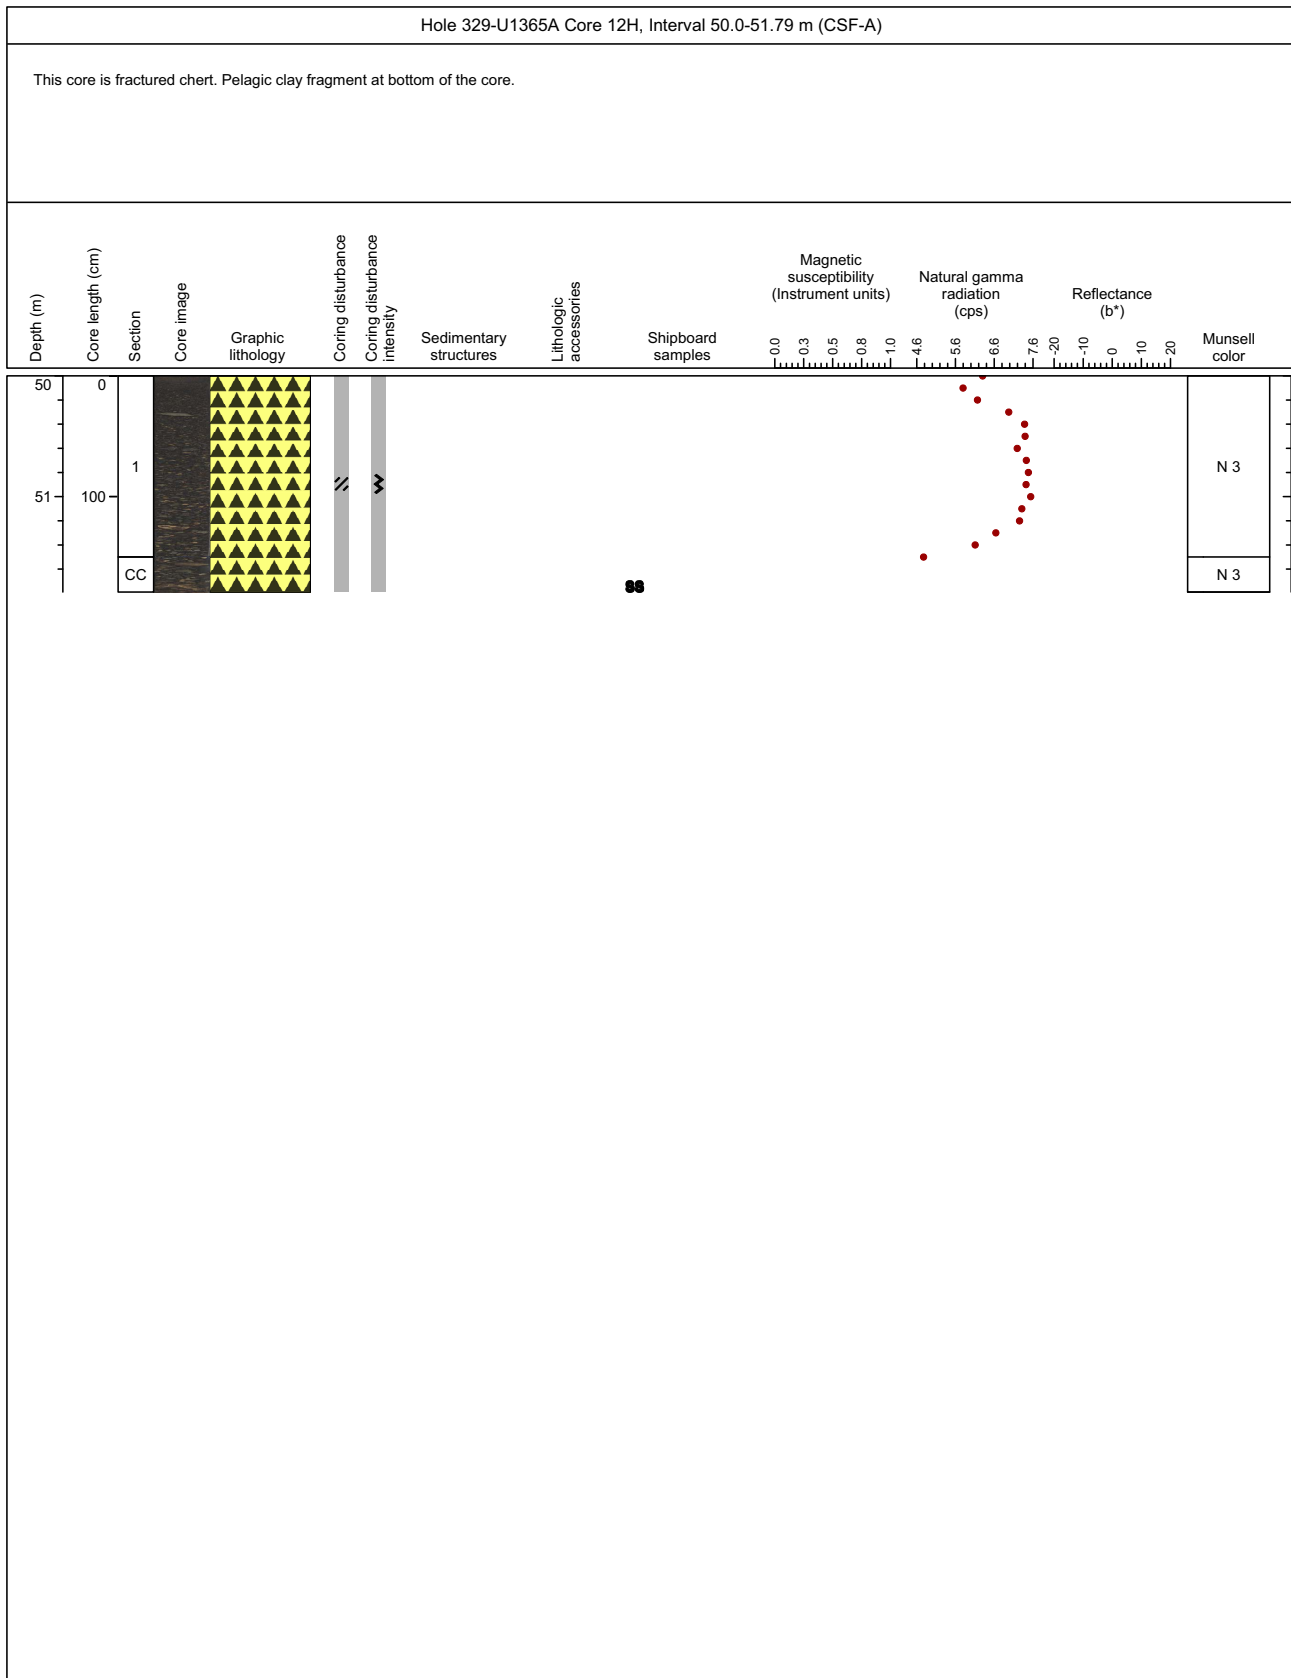 Hole 329-U1365A Core 12H, Interval 50.0-51.79 m (CSF-A)
This core is fractured chert. Pelagic clay fragment at bottom of the core.
Depth (m)
Core length (cm)
Section
Core image
Graphic
lithology
Coring disturbance
Coring disturbance
intensity
Sedimentary
structures
Lithologic
accessories
Shipboard
samples
Magnetic
susceptibility
(Instrument units)
0.0
0.3
0.5
0.8
1.0
Natural gamma
radiation
(cps)
4.6
5.6
6.6
7.6
Reflectance
(b*)
-20
-10
0
10
20
Munsell
color
50
0
1
N 3
51
100
CC
SS
N 3